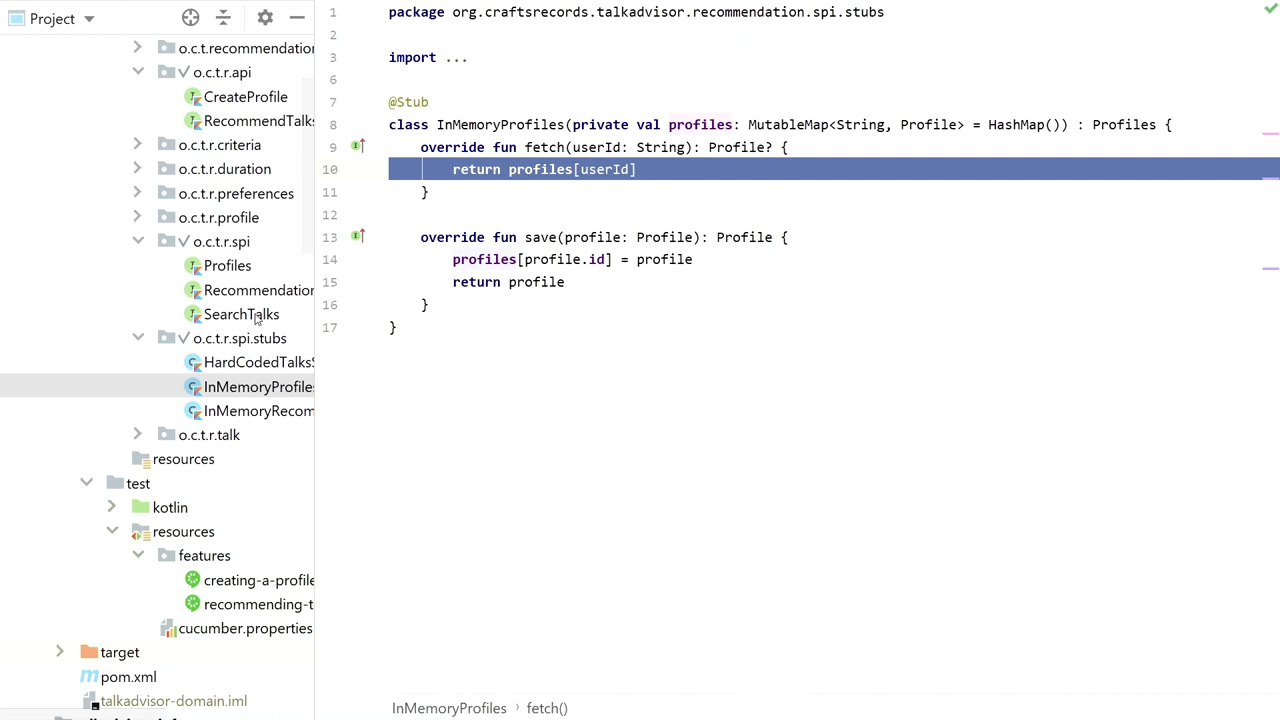 Project
o.c.t.recommendation
o.c.t.r.api
CreateProfile
RecommendTalks
o.c.t.r.criteria
o.c.t.r.duration
o.c.t.r.preferences
o.c.t.r.profile
o.c.t.r.spi
Profiles
Recommendation
SearchTalks
o.c.t.r.spi.stubs
HardCodedTalksS
InMemoryProfiles
InMemoryRecom
o.c.t.r.talk
resources
test
kotlin
resources
features
creating-a-profile
recommending-t
cucumber.properties
target
pom.xml
talkadvisor-domain.iml
1 package org.craftsrecords.talkadvisor.recommendation.spi.stubs
2
3 import ...
6
7 @Stub
8 class InMemoryProfiles(private val profiles: MutableMap<String, Profile> = HashMap()) : Profiles {
9 override fun fetch(userId: String): Profile? {
10 return profiles[userId]
11 }
12
13 override fun save(profile: Profile): Profile {
14 profiles[profile.id] = profile
15 return profile
16 }
17 }
InMemoryProfiles › fetch()